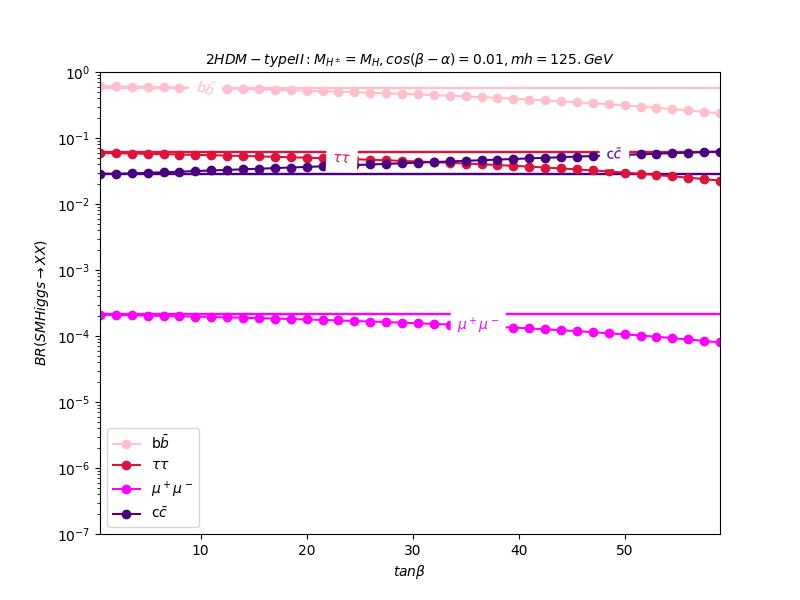 2HDM − typeII: M_{H^±} = M_H, cos(β − α) = 0.01, mh = 125. GeV
BR(SMHiggs → XX)
10^0
10^{−1}
10^{−2}
10^{−3}
10^{−4}
10^{−5}
10^{−6}
10^{−7}
bb̄
ττ
cc̄
μ^+μ^−
bb̄
ττ
μ^+μ^−
cc̄
10 20 30 40 50
tanβ